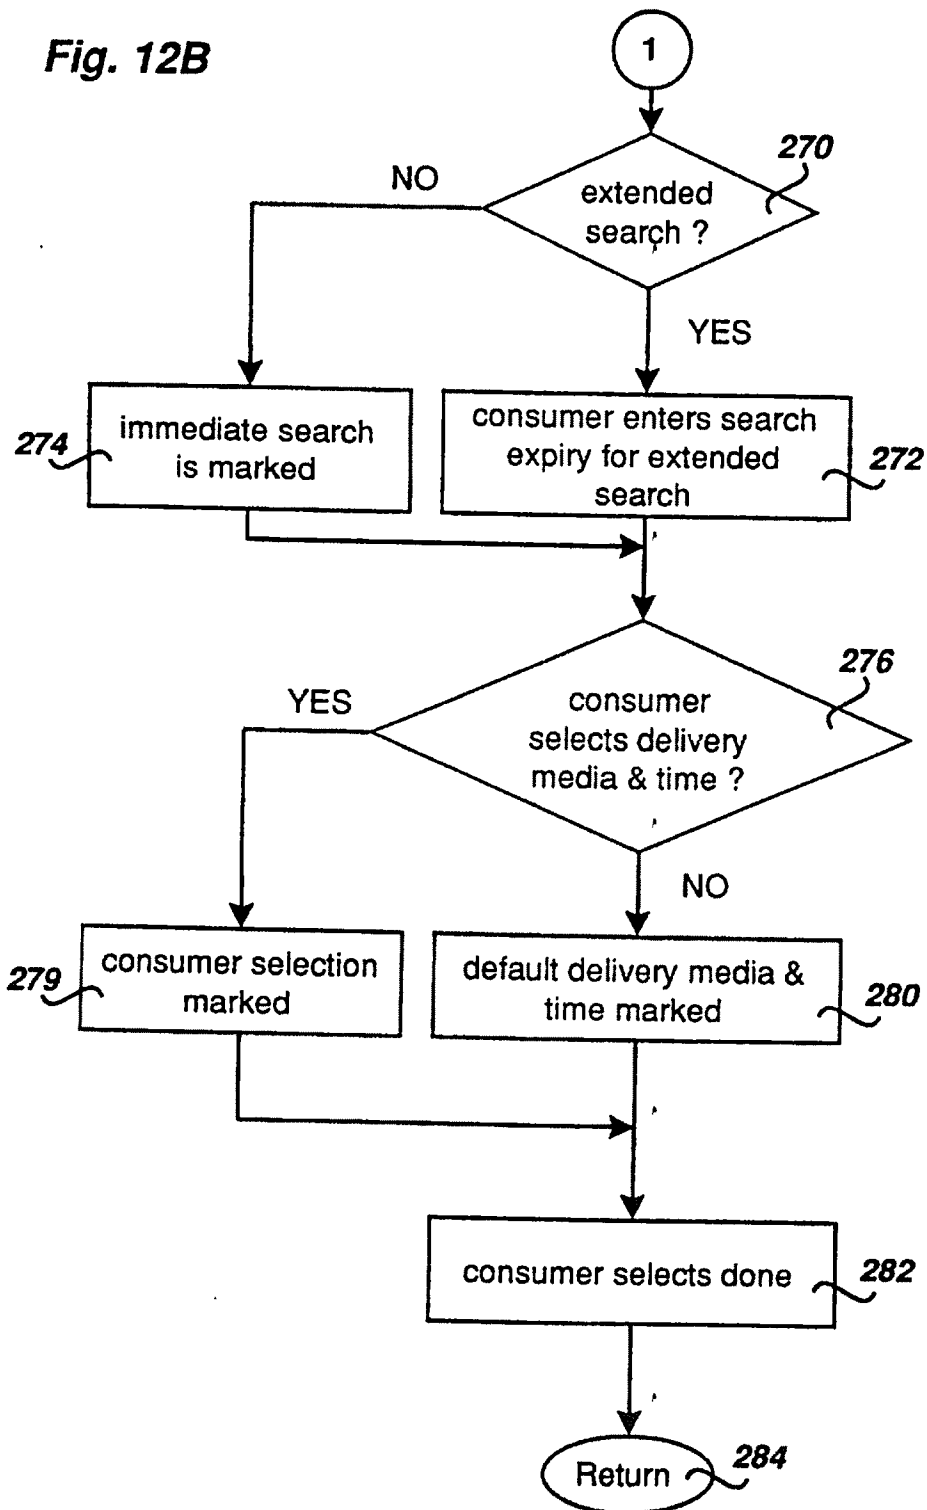 Fig. 12B
1
270
extended
search ?
NO
YES
274
immediate search
is marked
consumer enters search
expiry for extended
search
272
276
YES
consumer
selects delivery
media & time ?
NO
279
consumer selection
marked
default delivery media &
time marked
280
consumer selects done
282
Return
284